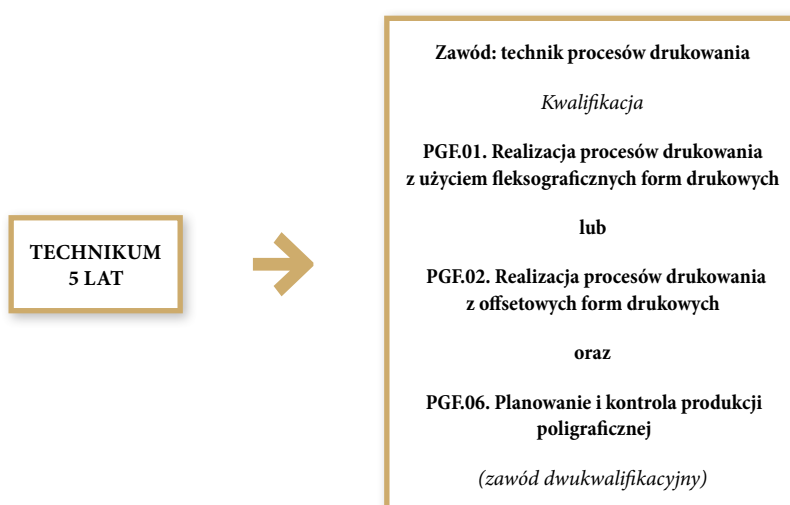 TECHNIKUM
5 LAT
Zawód: technik procesów drukowania
Kwalifikacja
PGF.01. Realizacja procesów drukowania
z użyciem fleksograficznych form drukowych
lub
PGF.02. Realizacja procesów drukowania
z offsetowych form drukowych
oraz
PGF.06. Planowanie i kontrola produkcji
poligraficznej
(zawód dwukwalifikacyjny)